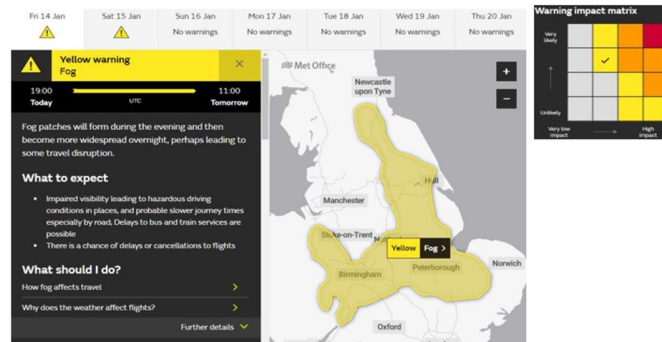 Fri 14 Jan
Sat 15 Jan
Sun 16 Jan
No warnings
Mon 17 Jan
No warnings
Tue 18 Jan
No warnings
Wed 19 Jan
No warnings
Thu 20 Jan
No warnings
Yellow warning
Fog
×
19:00
Today
UTC
11:00
Tomorrow
Fog patches will form during the evening and then
become more widespread overnight, perhaps leading to
some travel disruption.
What to expect
• Impaired visibility leading to hazardous driving
conditions in places, and probable slower journey times
especially by road. Delays to bus and train services are
possible
• There is a chance of delays or cancellations to flights
What should I do?
How fog affects travel >
Why does the weather affect flights? >
Further details
Met Office
+
−
Newcastle
upon Tyne
Hull
Manchester
Stoke-on-Trent
Yellow Fog >
Birmingham
Peterborough
Norwich
Oxford
Warning impact matrix
Very
likely
Unlikely
Very low
impact
High
impact